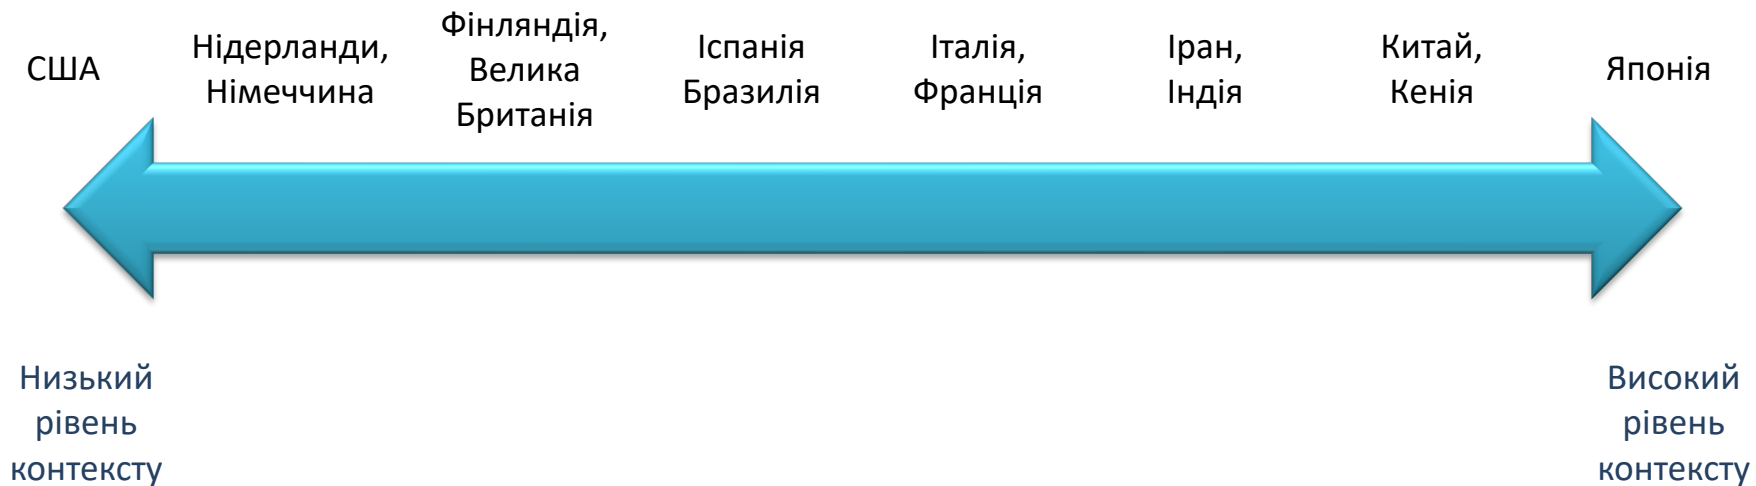 США
Нідерланди,
Німеччина
Фінляндія,
Велика
Британія
Іспанія
Бразилія
Італія,
Франція
Іран,
Індія
Китай,
Кенія
Японія
Низький
рівень
контексту
Високий
рівень
контексту